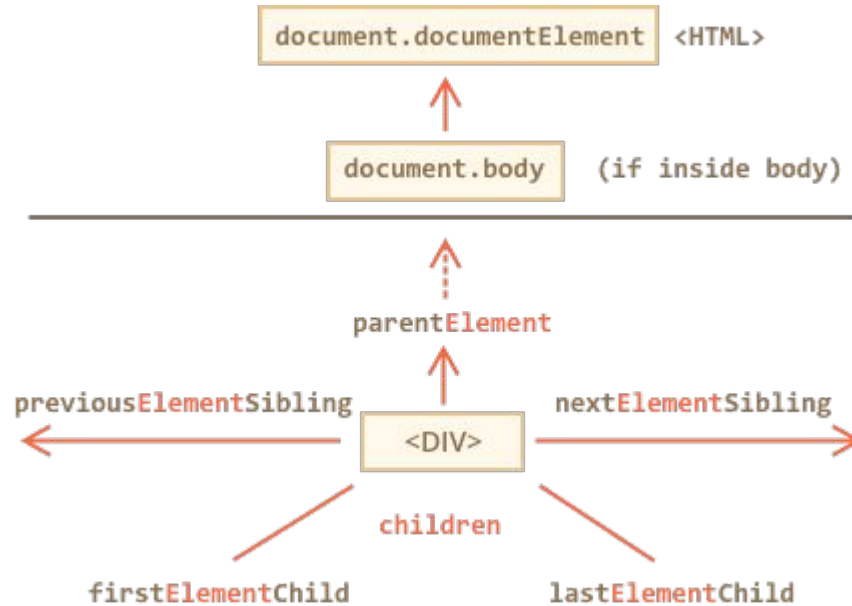 document.documentElement <HTML>
document.body (if inside body)
parentElement
previousElementSibling nextElementSibling
<DIV>
children
firstElementChild lastElementChild